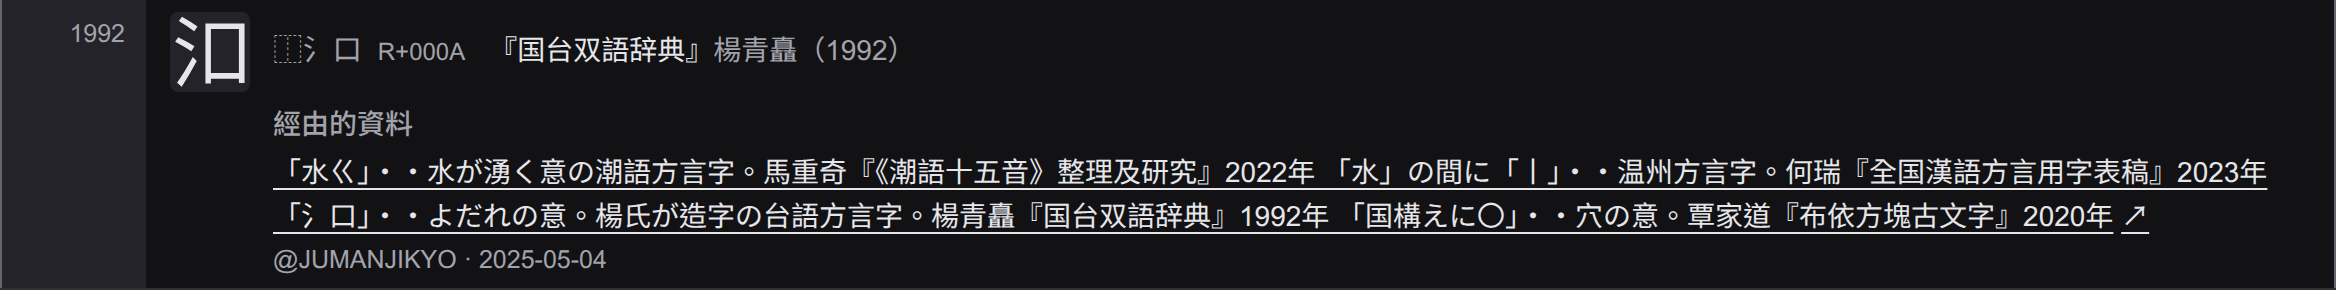 1992
⿰氵口 R+000A 『国台双語辞典』楊青矗（1992）
經由的資料
「水巜」・・水が湧く意の潮語方言字。馬重奇『《潮語十五音》整理及研究』2022年 「水」の間に「丨」・・温州方言字。何瑞『全国漢語方言用字表稿』2023年
「氵口」・・よだれの意。楊氏が造字の台語方言字。楊青矗『国台双語辞典』1992年 「国構えに〇」・・穴の意。覃家道『布依方塊古文字』2020年 ↗
@JUMANJIKYO · 2025-05-04